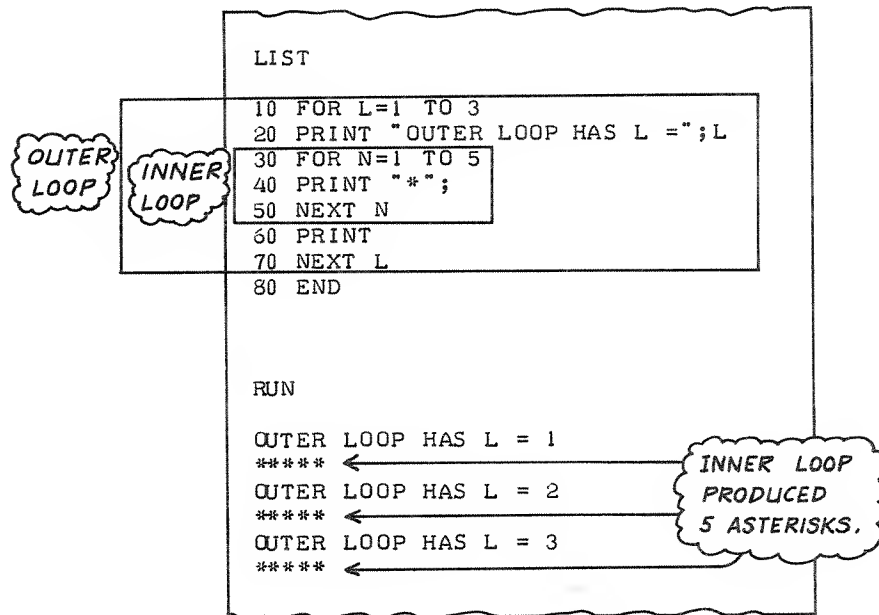 LIST
10 FOR L=1 TO 3
20 PRINT "OUTER LOOP HAS L =";L
30 FOR N=1 TO 5
40 PRINT "*";
50 NEXT N
60 PRINT
70 NEXT L
80 END
OUTER
LOOP
INNER
LOOP
RUN
OUTER LOOP HAS L = 1
*****
OUTER LOOP HAS L = 2
*****
OUTER LOOP HAS L = 3
*****
INNER LOOP
PRODUCED
5 ASTERISKS.